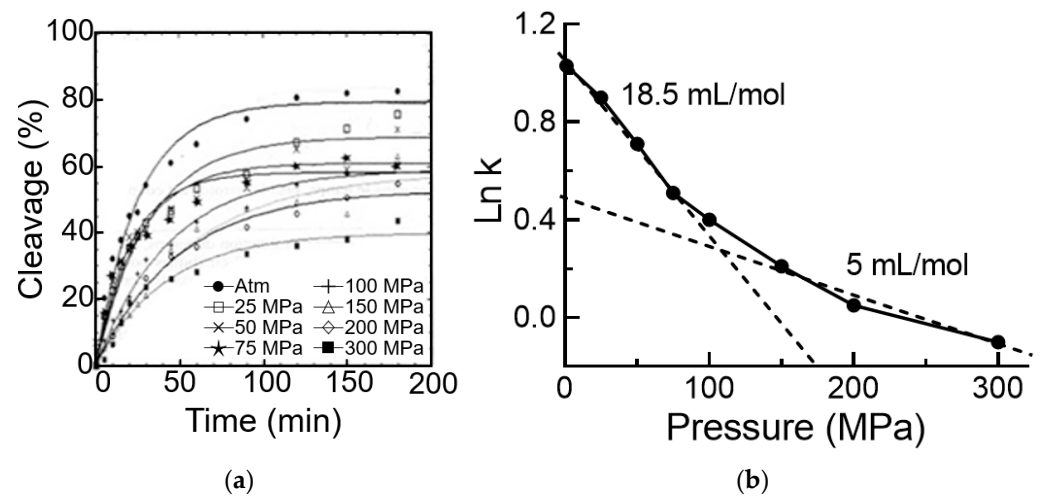 Cleavage (%)
100
80
60
40
20
0
● Atm
□ 25 MPa
× 50 MPa
★ 75 MPa
+ 100 MPa
△ 150 MPa
◇ 200 MPa
■ 300 MPa
0 50 100 150 200
Time (min)
(a)
Ln k
1.2
0.8
0.4
0.0
18.5 mL/mol
5 mL/mol
0 100 200 300
Pressure (MPa)
(b)